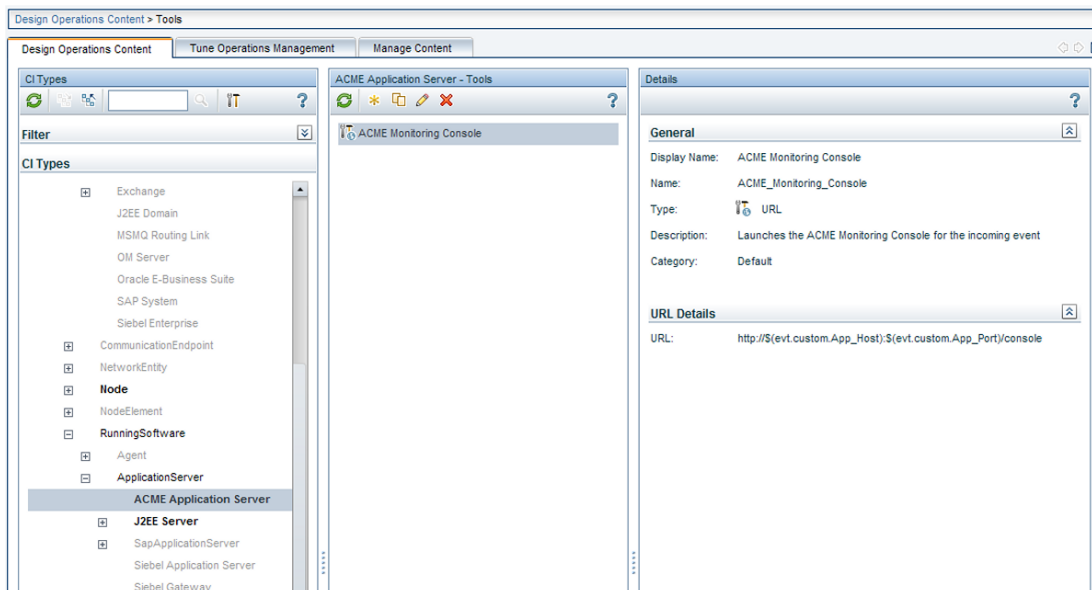 Design Operations Content > Tools
Design Operations Content
Tune Operations Management
Manage Content
CI Types
Filter
CI Types
Exchange
J2EE Domain
MSMQ Routing Link
OM Server
Oracle E-Business Suite
SAP System
Siebel Enterprise
CommunicationEndpoint
NetworkEntity
Node
NodeElement
RunningSoftware
Agent
ApplicationServer
ACME Application Server
J2EE Server
SapApplicationServer
Siebel Application Server
Siebel Gateway
ACME Application Server - Tools
ACME Monitoring Console
Details
General
Display Name: ACME Monitoring Console
Name: ACME_Monitoring_Console
Type: URL
Description: Launches the ACME Monitoring Console for the incoming event
Category: Default
URL Details
URL: http://$(evt.custom.App_Host):$(evt.custom.App_Port)/console